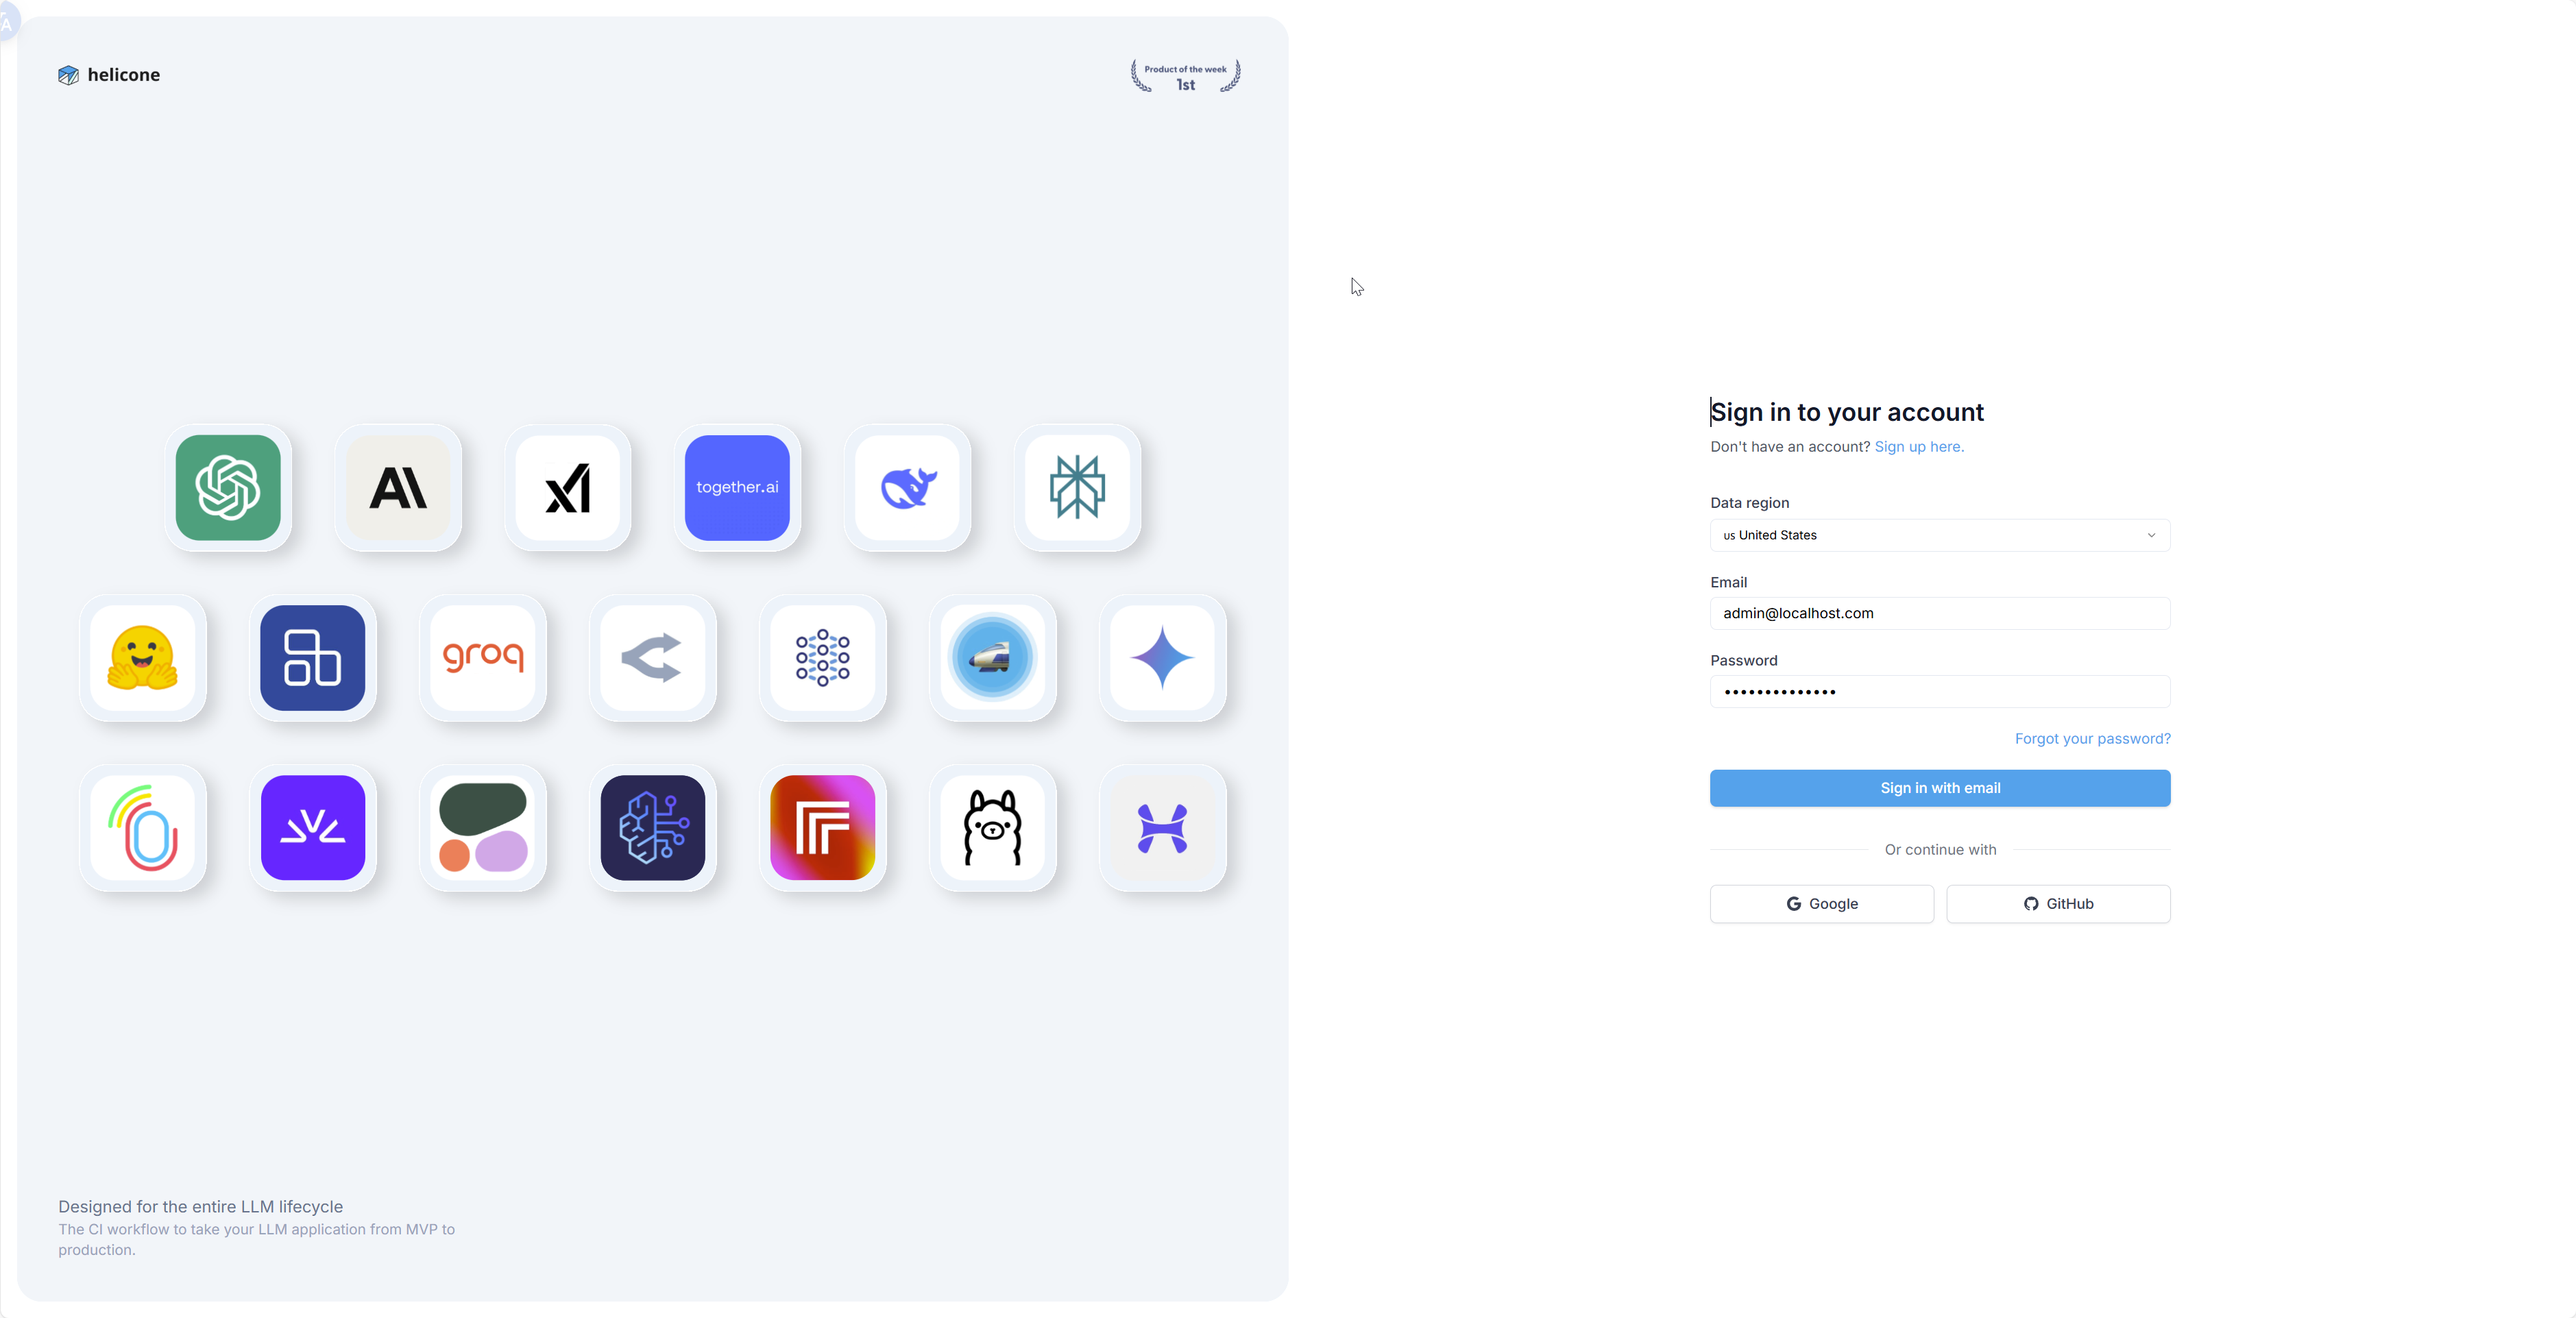 helicone
Product of the week
1st
together.ai
groq
Designed for the entire LLM lifecycle
The CI workflow to take your LLM application from MVP to
production.
Sign in to your account
Don't have an account? Sign up here.
Data region
us United States
Email
admin@localhost.com
Password
••••••••••••••
Forgot your password?
Sign in with email
Or continue with
Google
GitHub